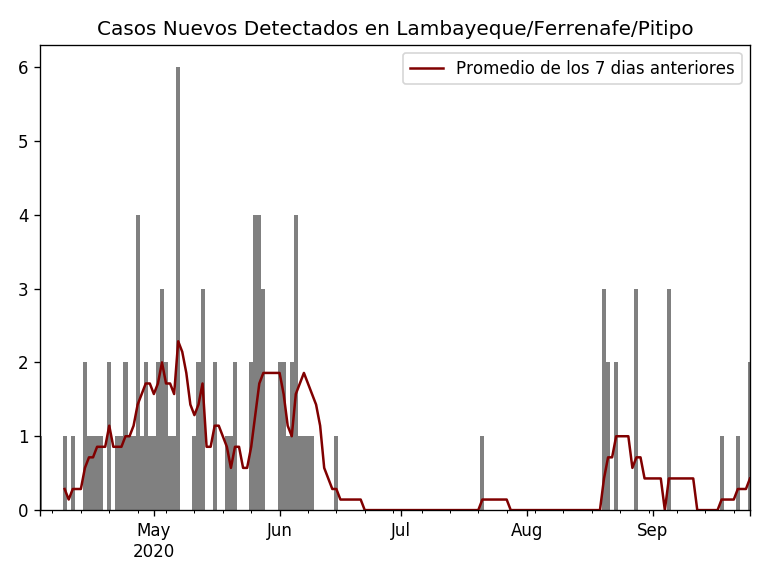 Casos Nuevos Detectados en Lambayeque/Ferrenafe/Pitipo
Promedio de los 7 dias anteriores
6
5
4
3
2
1
0
May Jun Jul Aug Sep
2020